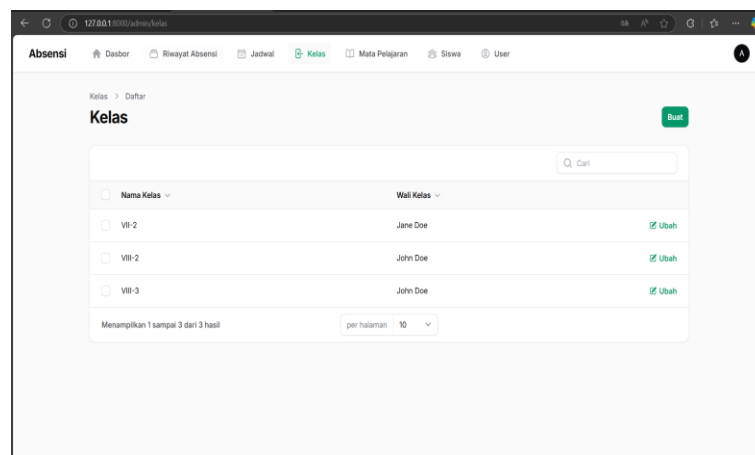 127.0.0.1:8000/admin/kelas
Absensi Dasbor Riwayat Absensi Jadwal Kelas Mata Pelajaran Siswa User A
Kelas > Daftar
Kelas Buat
Cari
Nama Kelas Wali Kelas
VII-2 Jane Doe Ubah
VIII-2 John Doe Ubah
VIII-3 John Doe Ubah
Menampilkan 1 sampai 3 dari 3 hasil per halaman 10